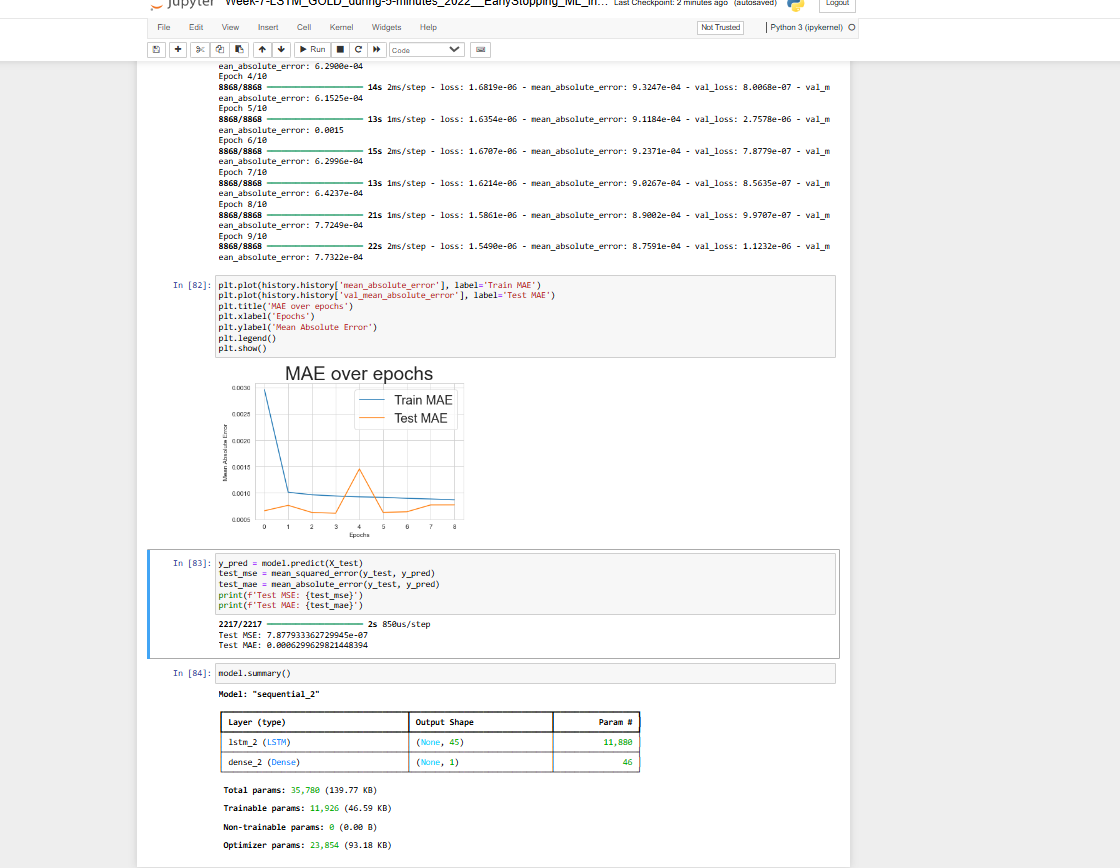 Jupyter Week-7-LSTM_GOLD_during-5-minutes_2022__EarlyStopping_ML_in... Last Checkpoint: 2 minutes ago (autosaved) Logout
File Edit View Insert Cell Kernel Widgets Help Not Trusted Python 3 (ipykernel)
Run Code
ean_absolute_error: 6.2900e-04
Epoch 4/10
8868/8868 14s 2ms/step - loss: 1.6819e-06 - mean_absolute_error: 9.3247e-04 - val_loss: 8.0068e-07 - val_m
ean_absolute_error: 6.1525e-04
Epoch 5/10
8868/8868 13s 1ms/step - loss: 1.6354e-06 - mean_absolute_error: 9.1184e-04 - val_loss: 2.7578e-06 - val_m
ean_absolute_error: 0.0015
Epoch 6/10
8868/8868 15s 2ms/step - loss: 1.6707e-06 - mean_absolute_error: 9.2371e-04 - val_loss: 7.8779e-07 - val_m
ean_absolute_error: 6.2996e-04
Epoch 7/10
8868/8868 13s 1ms/step - loss: 1.6214e-06 - mean_absolute_error: 9.0267e-04 - val_loss: 8.5635e-07 - val_m
ean_absolute_error: 6.4237e-04
Epoch 8/10
8868/8868 21s 1ms/step - loss: 1.5861e-06 - mean_absolute_error: 8.9002e-04 - val_loss: 9.9707e-07 - val_m
ean_absolute_error: 7.7249e-04
Epoch 9/10
8868/8868 22s 2ms/step - loss: 1.5490e-06 - mean_absolute_error: 8.7591e-04 - val_loss: 1.1232e-06 - val_m
ean_absolute_error: 7.7322e-04
In [82]: plt.plot(history.history['mean_absolute_error'], label='Train MAE')
plt.plot(history.history['val_mean_absolute_error'], label='Test MAE')
plt.title('MAE over epochs')
plt.xlabel('Epochs')
plt.ylabel('Mean Absolute Error')
plt.legend()
plt.show()
MAE over epochs
Train MAE
Test MAE
Mean Absolute Error
0.0030
0.0025
0.0020
0.0015
0.0010
0.0005
0 1 2 3 4 5 6 7 8
Epochs
In [83]: y_pred = model.predict(X_test)
test_mse = mean_squared_error(y_test, y_pred)
test_mae = mean_absolute_error(y_test, y_pred)
print(f'Test MSE: {test_mse}')
print(f'Test MAE: {test_mae}')
2217/2217 2s 850us/step
Test MSE: 7.877933362729945e-07
Test MAE: 0.0006299629821448394
In [84]: model.summary()
Model: "sequential_2"
Layer (type) Output Shape Param #
lstm_2 (LSTM) (None, 45) 11,880
dense_2 (Dense) (None, 1) 46
Total params: 35,780 (139.77 KB)
Trainable params: 11,926 (46.59 KB)
Non-trainable params: 0 (0.00 B)
Optimizer params: 23,854 (93.18 KB)